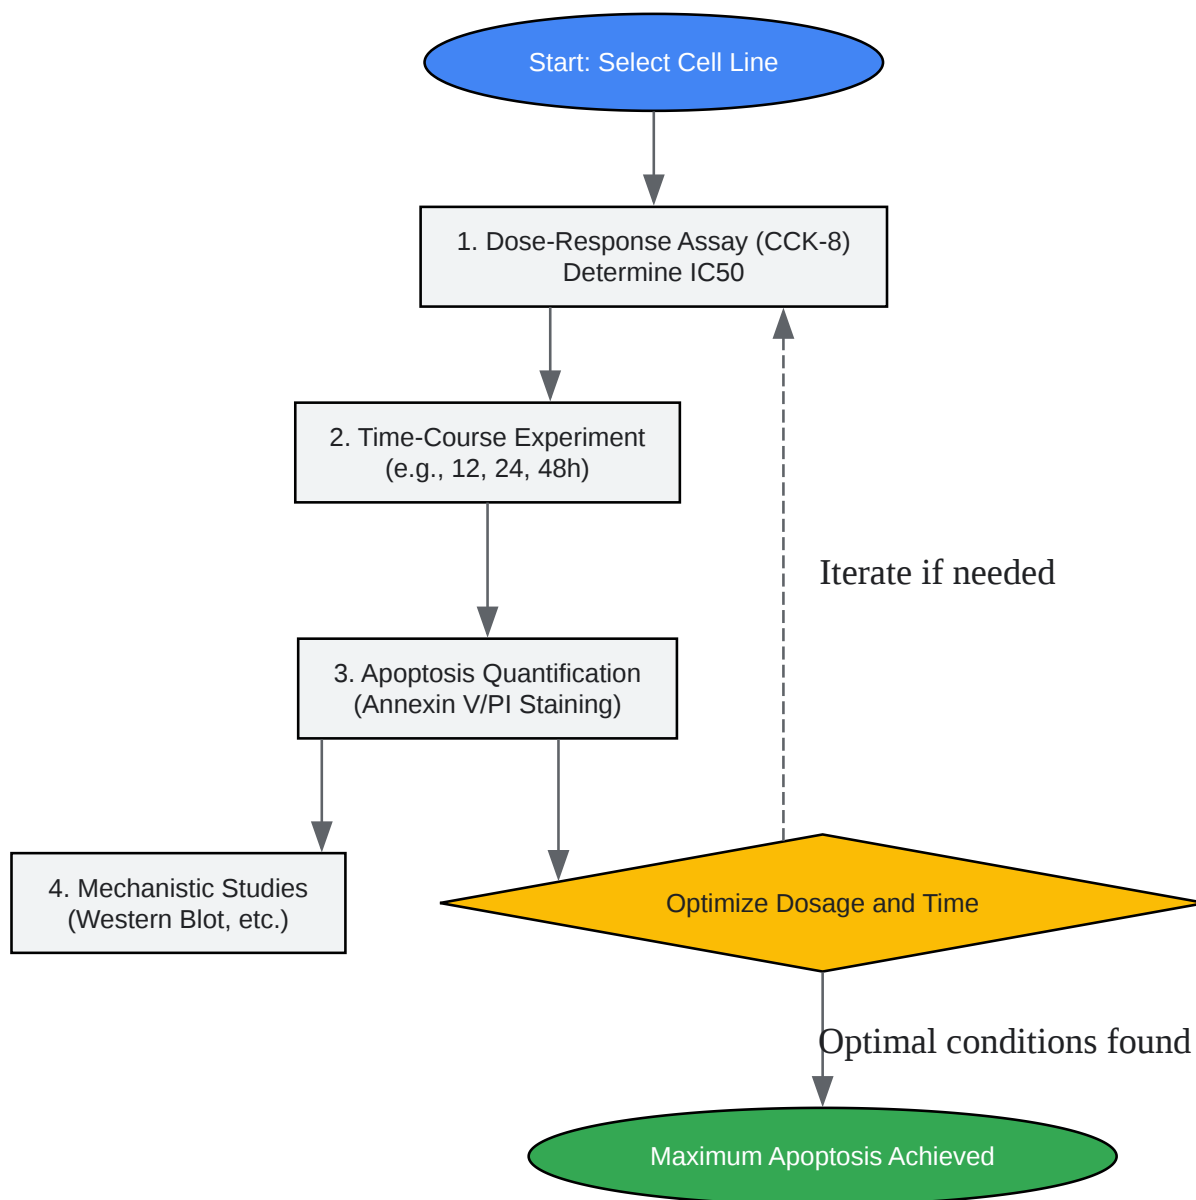 Start: Select Cell Line
1. Dose-Response Assay (CCK-8)
Determine IC50
2. Time-Course Experiment
(e.g., 12, 24, 48h)
Iterate if needed
3. Apoptosis Quantification
(Annexin V/PI Staining)
4. Mechanistic Studies
(Western Blot, etc.)
Optimize Dosage and Time
Optimal conditions found
Maximum Apoptosis Achieved